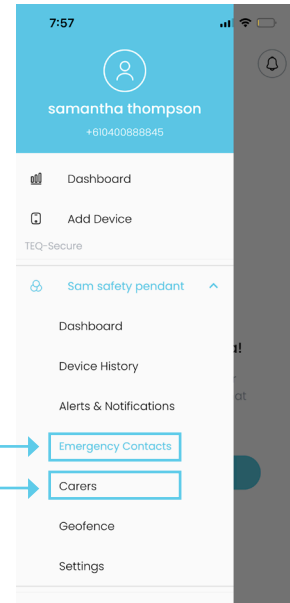 7:57
samantha thompson
+610400888845
Dashboard
Add Device
TEQ-Secure
Sam safety pendant
Dashboard
Device History
Alerts & Notifications
Emergency Contacts
Carers
Geofence
Settings